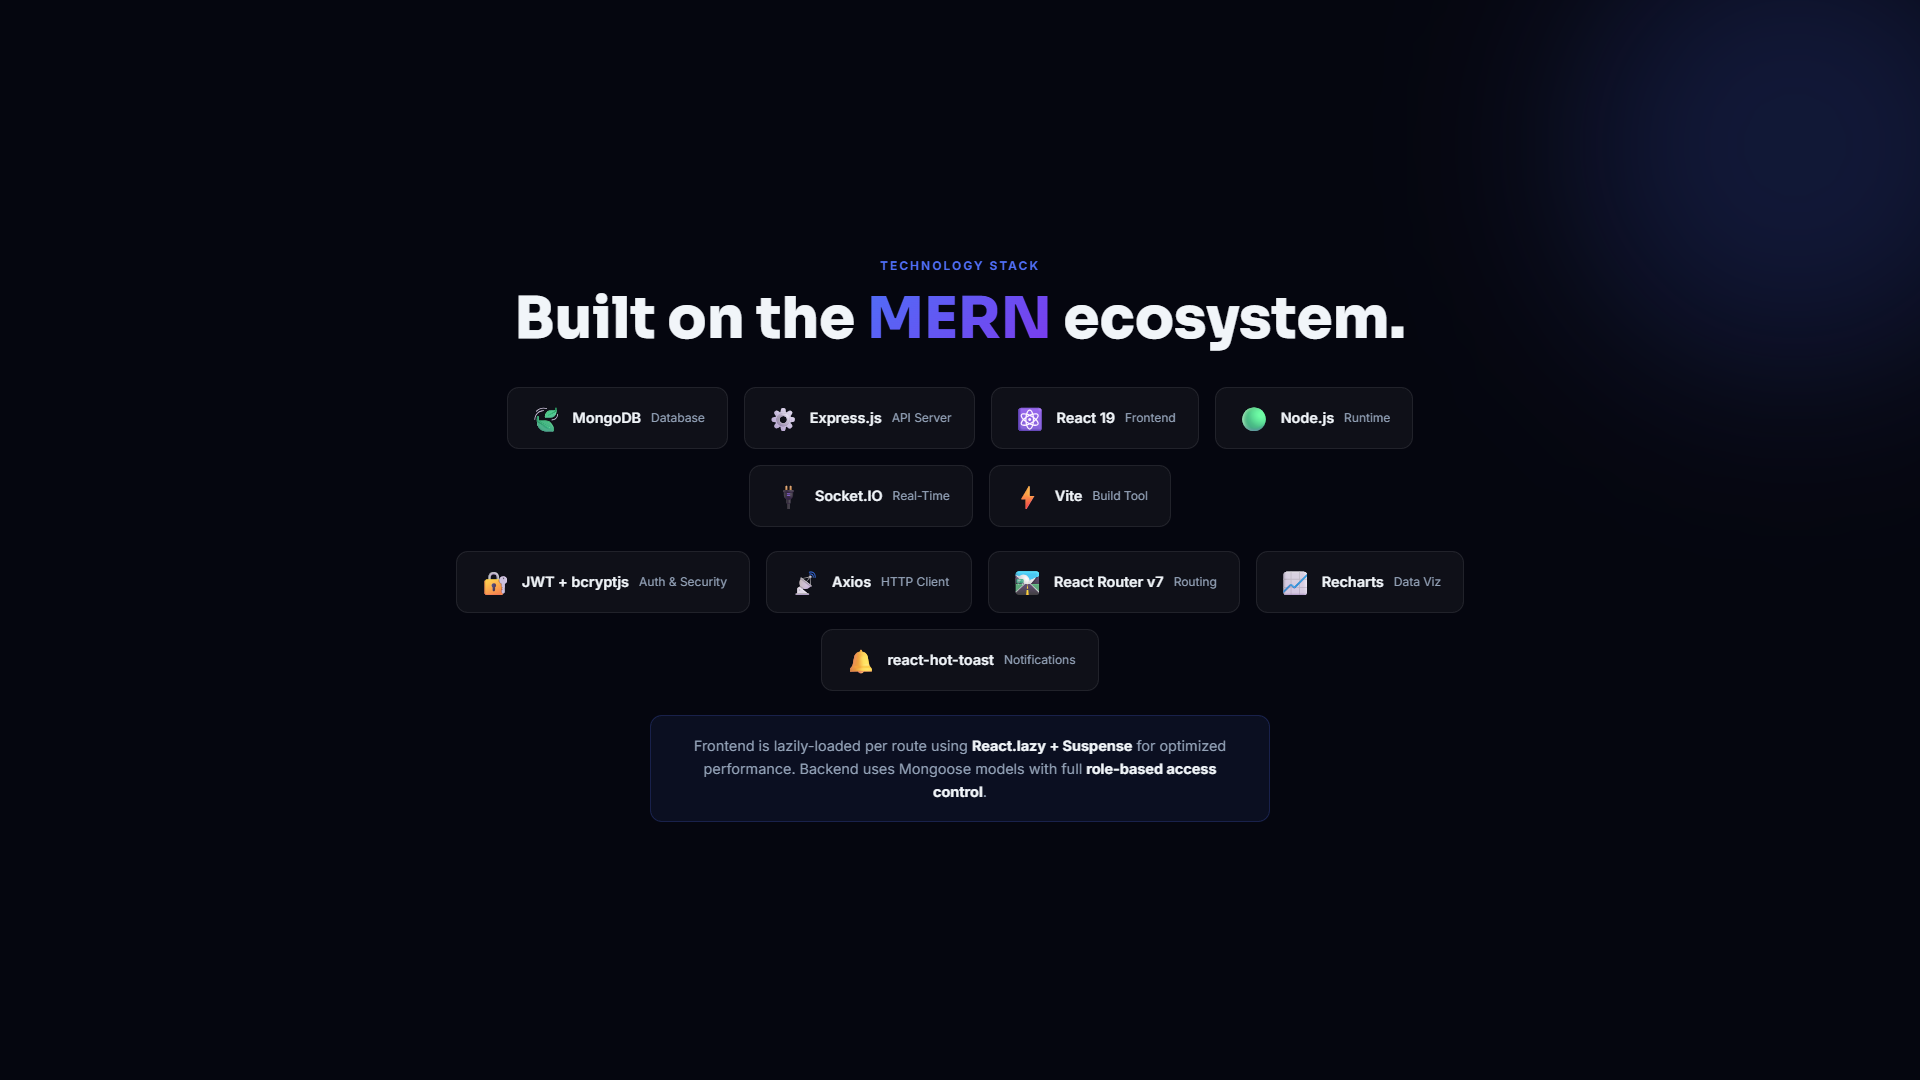 TECHNOLOGY STACK
Built on the MERN ecosystem.
MongoDB Database
Express.js API Server
React 19 Frontend
Node.js Runtime
Socket.IO Real-Time
Vite Build Tool
JWT + bcryptjs Auth & Security
Axios HTTP Client
React Router v7 Routing
Recharts Data Viz
react-hot-toast Notifications
Frontend is lazily-loaded per route using React.lazy + Suspense for optimized
performance. Backend uses Mongoose models with full role-based access
control.